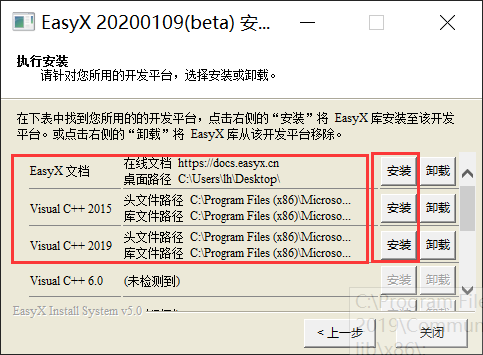 EasyX 20200109(beta) 安...
执行安装
请针对您所用的开发平台，选择安装或卸载。
在下表中找到您所用的的开发平台，点击右侧的“安装”将 EasyX 库安装至该开发
平台。或点击右侧的“卸载”将 EasyX 库从该开发平台移除。
EasyX 文档 在线文档 https://docs.easyx.cn 安装 卸载
桌面路径 C:\Users\lh\Desktop\
Visual C++ 2015 头文件路径 C:\Program Files (x86)\Microso... 安装 卸载
库文件路径 C:\Program Files (x86)\Microso...
Visual C++ 2019 头文件路径 C:\Program Files (x86)\Microso... 安装 卸载
库文件路径 C:\Program Files (x86)\Microso...
Visual C++ 6.0 (未检测到) 安装 卸载
EasyX Install System v5.0
C:\Program File
2019\Commun
lib\x86\
< 上一步 关闭